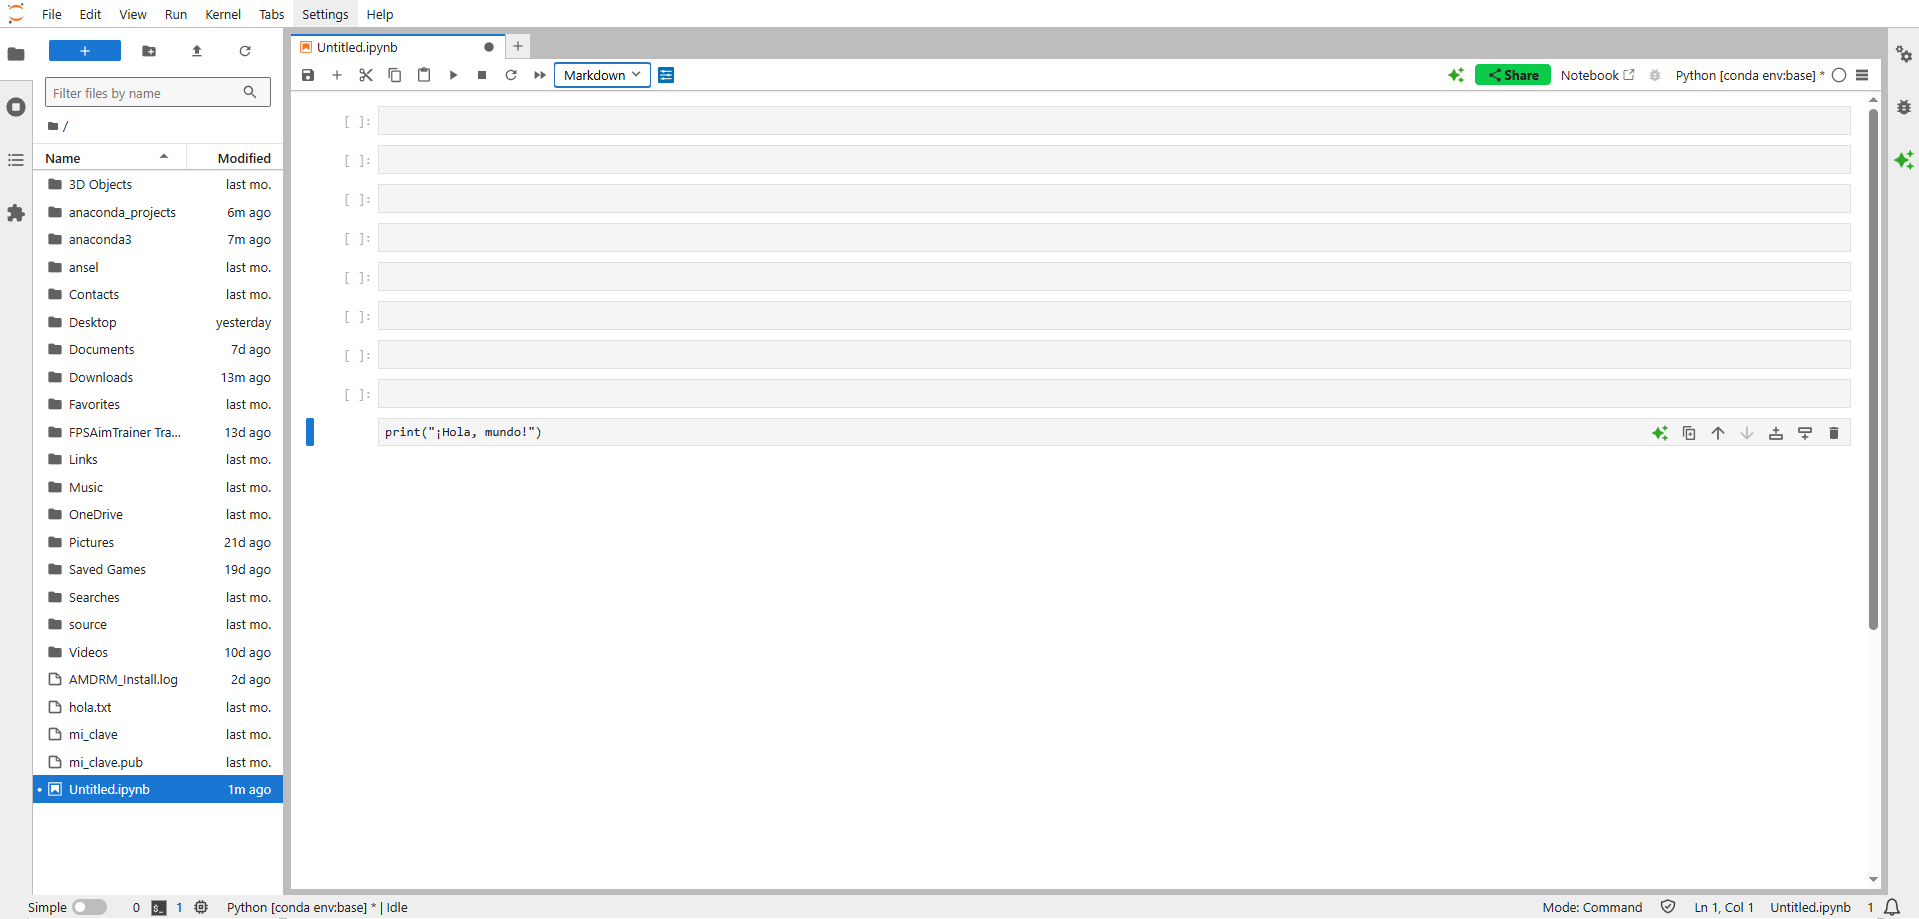 File Edit View Run Kernel Tabs Settings Help
+
Filter files by name
/
Name Modified
3D Objects last mo.
anaconda_projects 6m ago
anaconda3 7m ago
ansel last mo.
Contacts last mo.
Desktop yesterday
Documents 7d ago
Downloads 13m ago
Favorites last mo.
FPSAimTrainer Tra... 13d ago
Links last mo.
Music last mo.
OneDrive last mo.
Pictures 21d ago
Saved Games 19d ago
Searches last mo.
source last mo.
Videos 10d ago
AMDRM_Install.log 2d ago
hola.txt last mo.
mi_clave last mo.
mi_clave.pub last mo.
Untitled.ipynb 1m ago
Untitled.ipynb
Markdown Share Notebook Python [conda env:base] *
[ ]:
[ ]:
[ ]:
[ ]:
[ ]:
[ ]:
[ ]:
[ ]:
print("¡Hola, mundo!")
Simple 0 $_ 1 Python [conda env:base] * | Idle Mode: Command Ln 1, Col 1 Untitled.ipynb 1